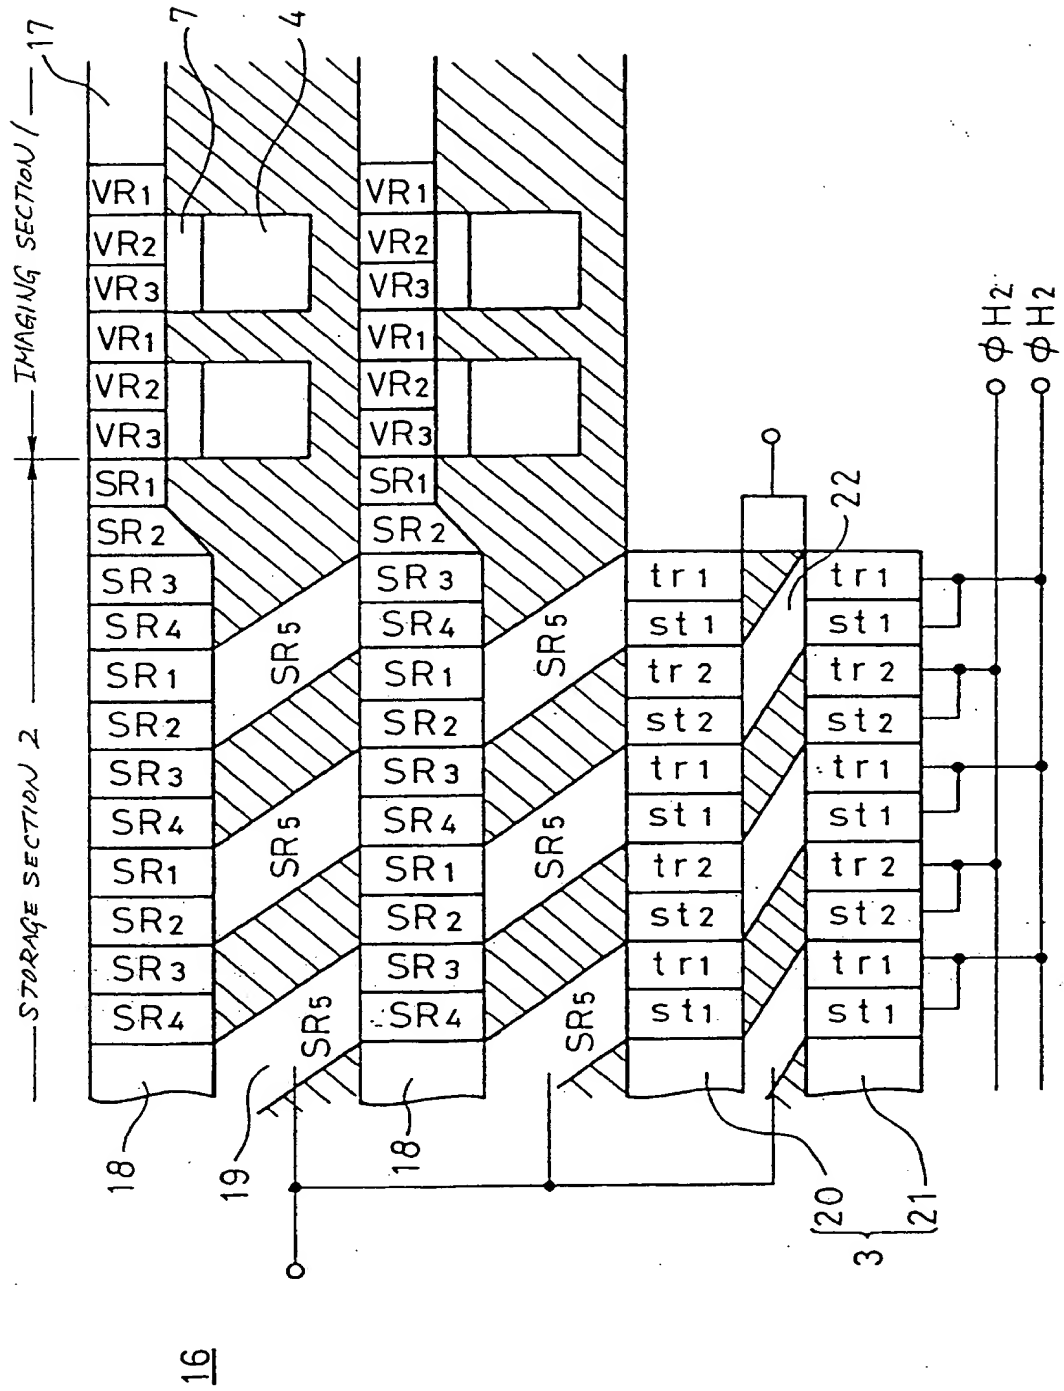 STORAGE SECTION 2
IMAGING SECTION 1
17
7
4
VR1
VR2
VR3
VR1
VR2
VR3
SR1
SR2
SR3
SR4
SR1
SR2
SR3
SR4
SR1
SR2
SR3
SR4
18
SR5
SR5
SR5
19
VR1
VR2
VR3
VR1
VR2
VR3
SR1
SR2
SR3
SR4
SR1
SR2
SR3
SR4
SR1
SR2
SR3
SR4
18
SR5
SR5
SR5
tr1
st1
tr2
st2
tr1
st1
tr2
st2
tr1
st1
20
22
tr1
st1
tr2
st2
tr1
st1
tr2
st2
tr1
st1
21
3
φH2
φH2
16